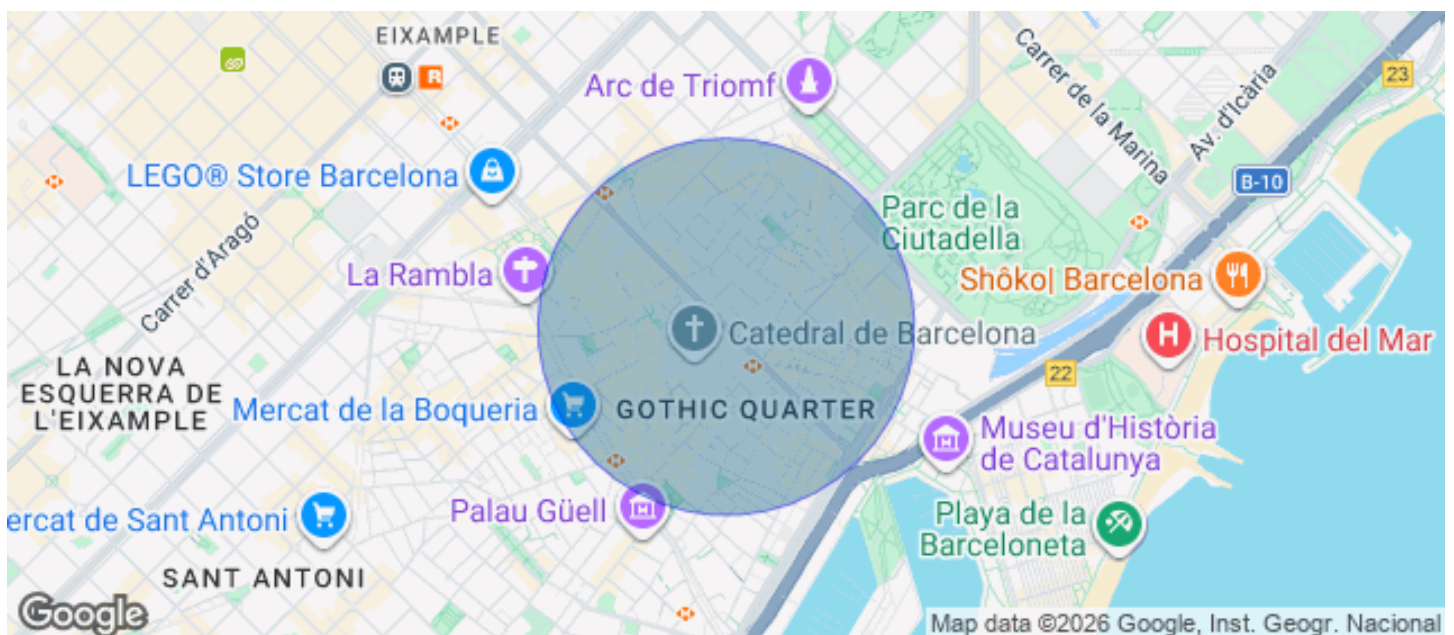 EIXAMPLE
R
Arc de Triomf
Carrer de la Marina
Av. d'Icària
23
LEGO® Store Barcelona
B-10
Carrer d'Aragó
Parc de la
Ciutadella
La Rambla
Shôko| Barcelona
Catedral de Barcelona
H
Hospital del Mar
LA NOVA
ESQUERRA DE
L'EIXAMPLE
22
Mercat de la Boqueria
GOTHIC QUARTER
Museu d'Història
de Catalunya
Palau Güell
ercat de Sant Antoni
Playa de la
Barceloneta
SANT ANTONI
Google
Map data ©2026 Google, Inst. Geogr. Nacional